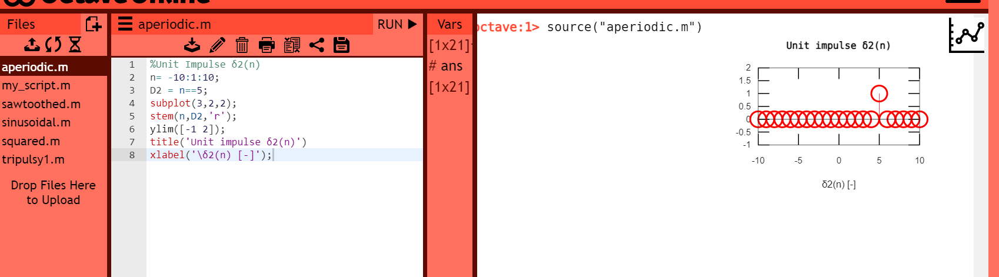 Octave Online
Files
aperiodic.m
RUN
Vars
octave:1> source("aperiodic.m")
aperiodic.m
my_script.m
sawtoothed.m
sinusoidal.m
squared.m
tripulsy1.m
Drop Files Here
to Upload
1 %Unit Impulse δ2(n)
2 n= -10:1:10;
3 D2 = n==5;
4 subplot(3,2,2);
5 stem(n,D2,'r');
6 ylim([-1 2]);
7 title('Unit impulse δ2(n)')
8 xlabel('\δ2(n) [-]');
[1x21]
# ans
[1x21]
Unit impulse δ2(n)
2
1.5
1
0.5
0
-0.5
-1
-10 -5 0 5 10
δ2(n) [-]